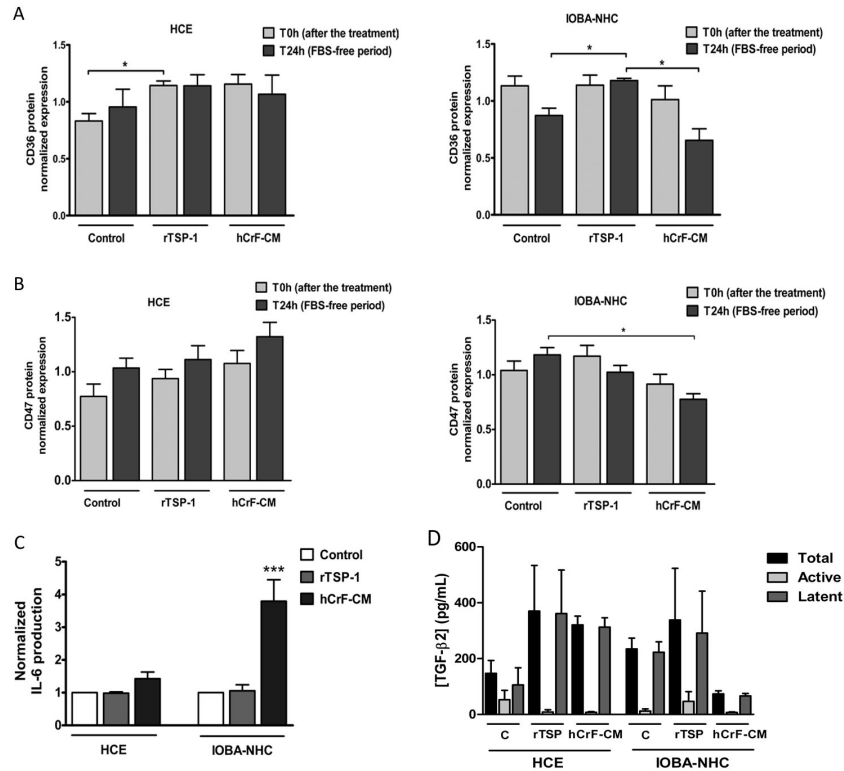 A
HCE
T0h (after the treatment)
T24h (FBS-free period)
CD36 protein
normalized expression
1.5
1.0
0.5
0.0
*
Control
rTSP-1
hCrF-CM
IOBA-NHC
T0h (after the treatment)
T24h (FBS-free period)
CD36 protein
normalized expression
1.5
1.0
0.5
0.0
*
*
Control
rTSP-1
hCrF-CM
B
HCE
T0h (after the treatment)
T24h (FBS-free period)
CD47 protein
normalized expression
1.5
1.0
0.5
0.0
Control
rTSP-1
hCrF-CM
IOBA-NHC
T0h (after the treatment)
T24h (FBS-free period)
CD47 protein
normalized expression
1.5
1.0
0.5
0.0
*
Control
rTSP-1
hCrF-CM
C
Control
rTSP-1
hCrF-CM
Normalized
IL-6 production
5
4
3
2
1
0
***
HCE
IOBA-NHC
D
Total
Active
Latent
[TGF-β2] (pg/mL)
600
400
200
0
C
rTSP
hCrF-CM
C
rTSP
hCrF-CM
HCE
IOBA-NHC